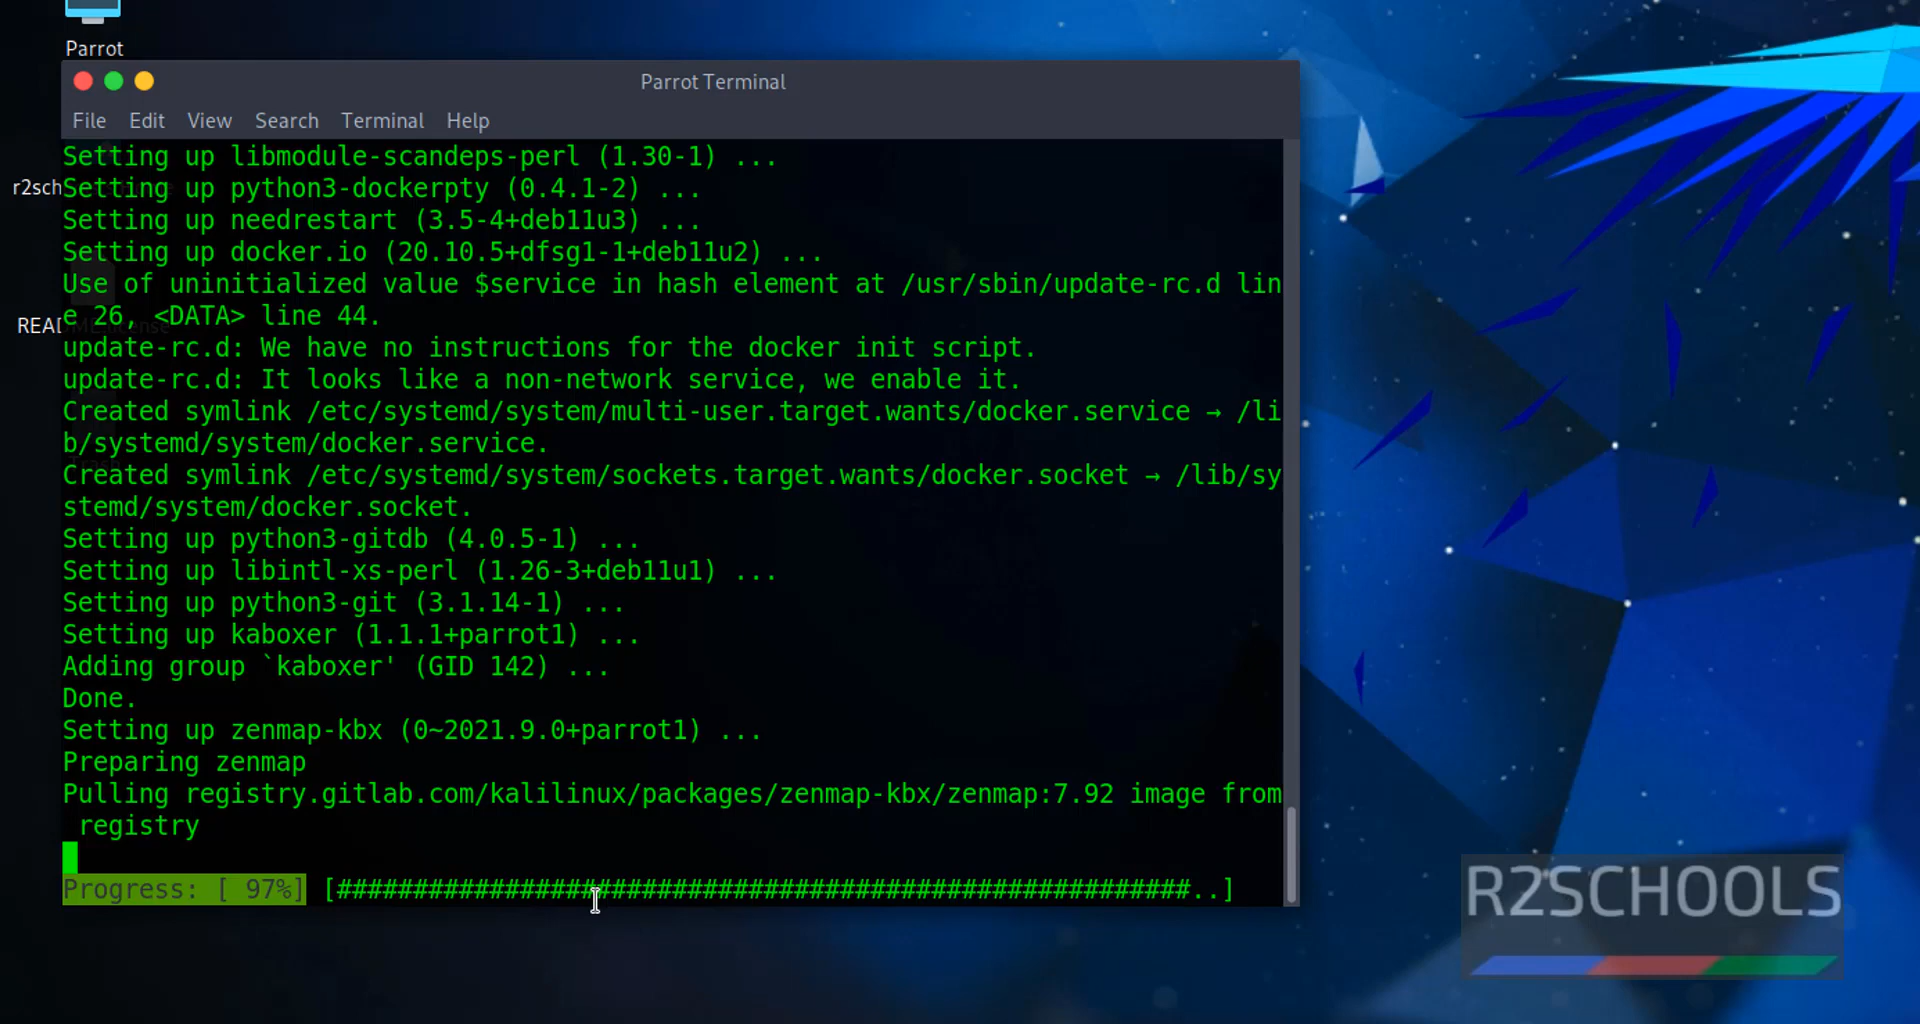 Parrot
Parrot Terminal
File Edit View Search Terminal Help
Setting up libmodule-scandeps-perl (1.30-1) ...
r2sch
Setting up python3-dockerpty (0.4.1-2) ...
Setting up needrestart (3.5-4+deb11u3) ...
Setting up docker.io (20.10.5+dfsg1-1+deb11u2) ...
Use of uninitialized value $service in hash element at /usr/sbin/update-rc.d lin
READ
e 26, <DATA> line 44.
update-rc.d: We have no instructions for the docker init script.
update-rc.d: It looks like a non-network service, we enable it.
Created symlink /etc/systemd/system/multi-user.target.wants/docker.service → /li
b/systemd/system/docker.service.
Created symlink /etc/systemd/system/sockets.target.wants/docker.socket → /lib/sy
stemd/system/docker.socket.
Setting up python3-gitdb (4.0.5-1) ...
Setting up libintl-xs-perl (1.26-3+deb11u1) ...
Setting up python3-git (3.1.14-1) ...
Setting up kaboxer (1.1.1+parrot1) ...
Adding group `kaboxer' (GID 142) ...
Done.
Setting up zenmap-kbx (0~2021.9.0+parrot1) ...
Preparing zenmap
Pulling registry.gitlab.com/kalilinux/packages/zenmap-kbx/zenmap:7.92 image from
 registry
Progress: [ 97%] [########################################################..]
R2SCHOOLS